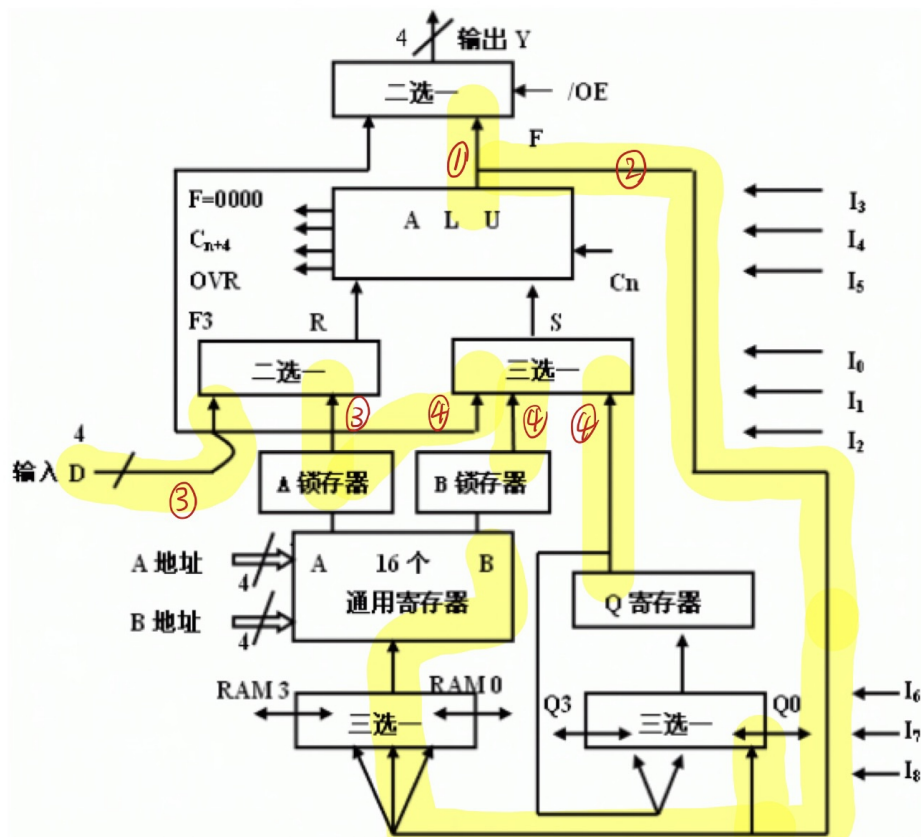 4 输出 Y
二选一
/OE
F
① ②
F=0000
A L U
I3
Cn+4
I4
OVR
Cn
I5
F3
R
S
二选一
三选一
I0
③ ④ ④ ④
I1
I2
4
输入 D
③
A 锁存器
B 锁存器
A 地址
4
A 16 个 B
通用寄存器
B 地址
4
Q 寄存器
RAM 3
RAM 0
三选一
Q3
三选一
Q0
I6
I7
I8